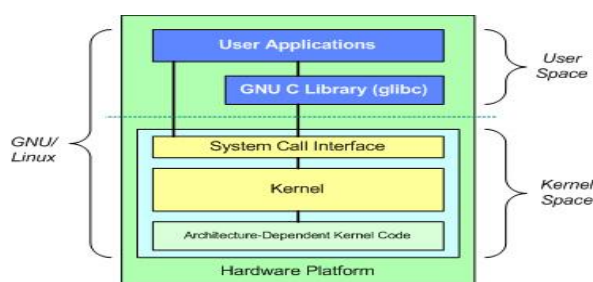 User Applications
GNU C Library (glibc)
User
Space
GNU/
Linux
System Call Interface
Kernel
Kernel
Space
Architecture-Dependent Kernel Code
Hardware Platform